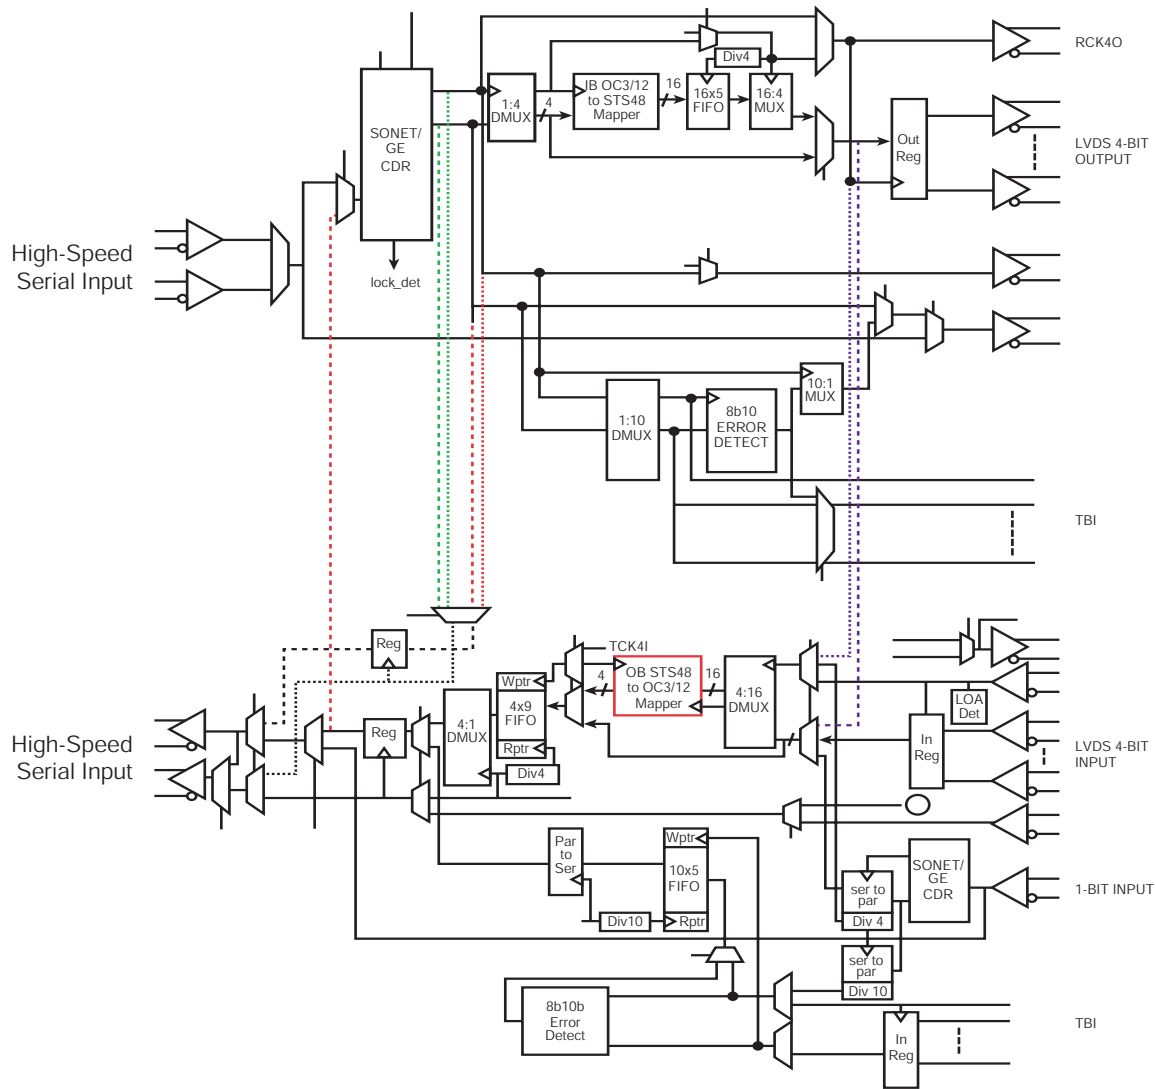 RCK4O
Div4
IB OC3/12
to STS48
Mapper
16
16x5
FIFO
16:4
MUX
1:4
DMUX
4
SONET/
GE
CDR
Out
Reg
LVDS 4-BIT
OUTPUT
High-Speed
Serial Input
lock_det
10:1
MUX
1:10
DMUX
8b10
ERROR
DETECT
TBI
Reg
TCK4I
Wptr
4x9
FIFO
Rptr
4
OB STS48
to OC3/12
Mapper
16
4:16
DMUX
LOA
Det
In
Reg
LVDS 4-BIT
INPUT
High-Speed
Serial Input
Reg
4:1
DMUX
Div4
Par
to
Ser
Wptr
10x5
FIFO
Rptr
Div10
SONET/
GE
CDR
ser to
par
Div 4
1-BIT INPUT
ser to
par
Div 10
8b10b
Error
Detect
In
Reg
TBI